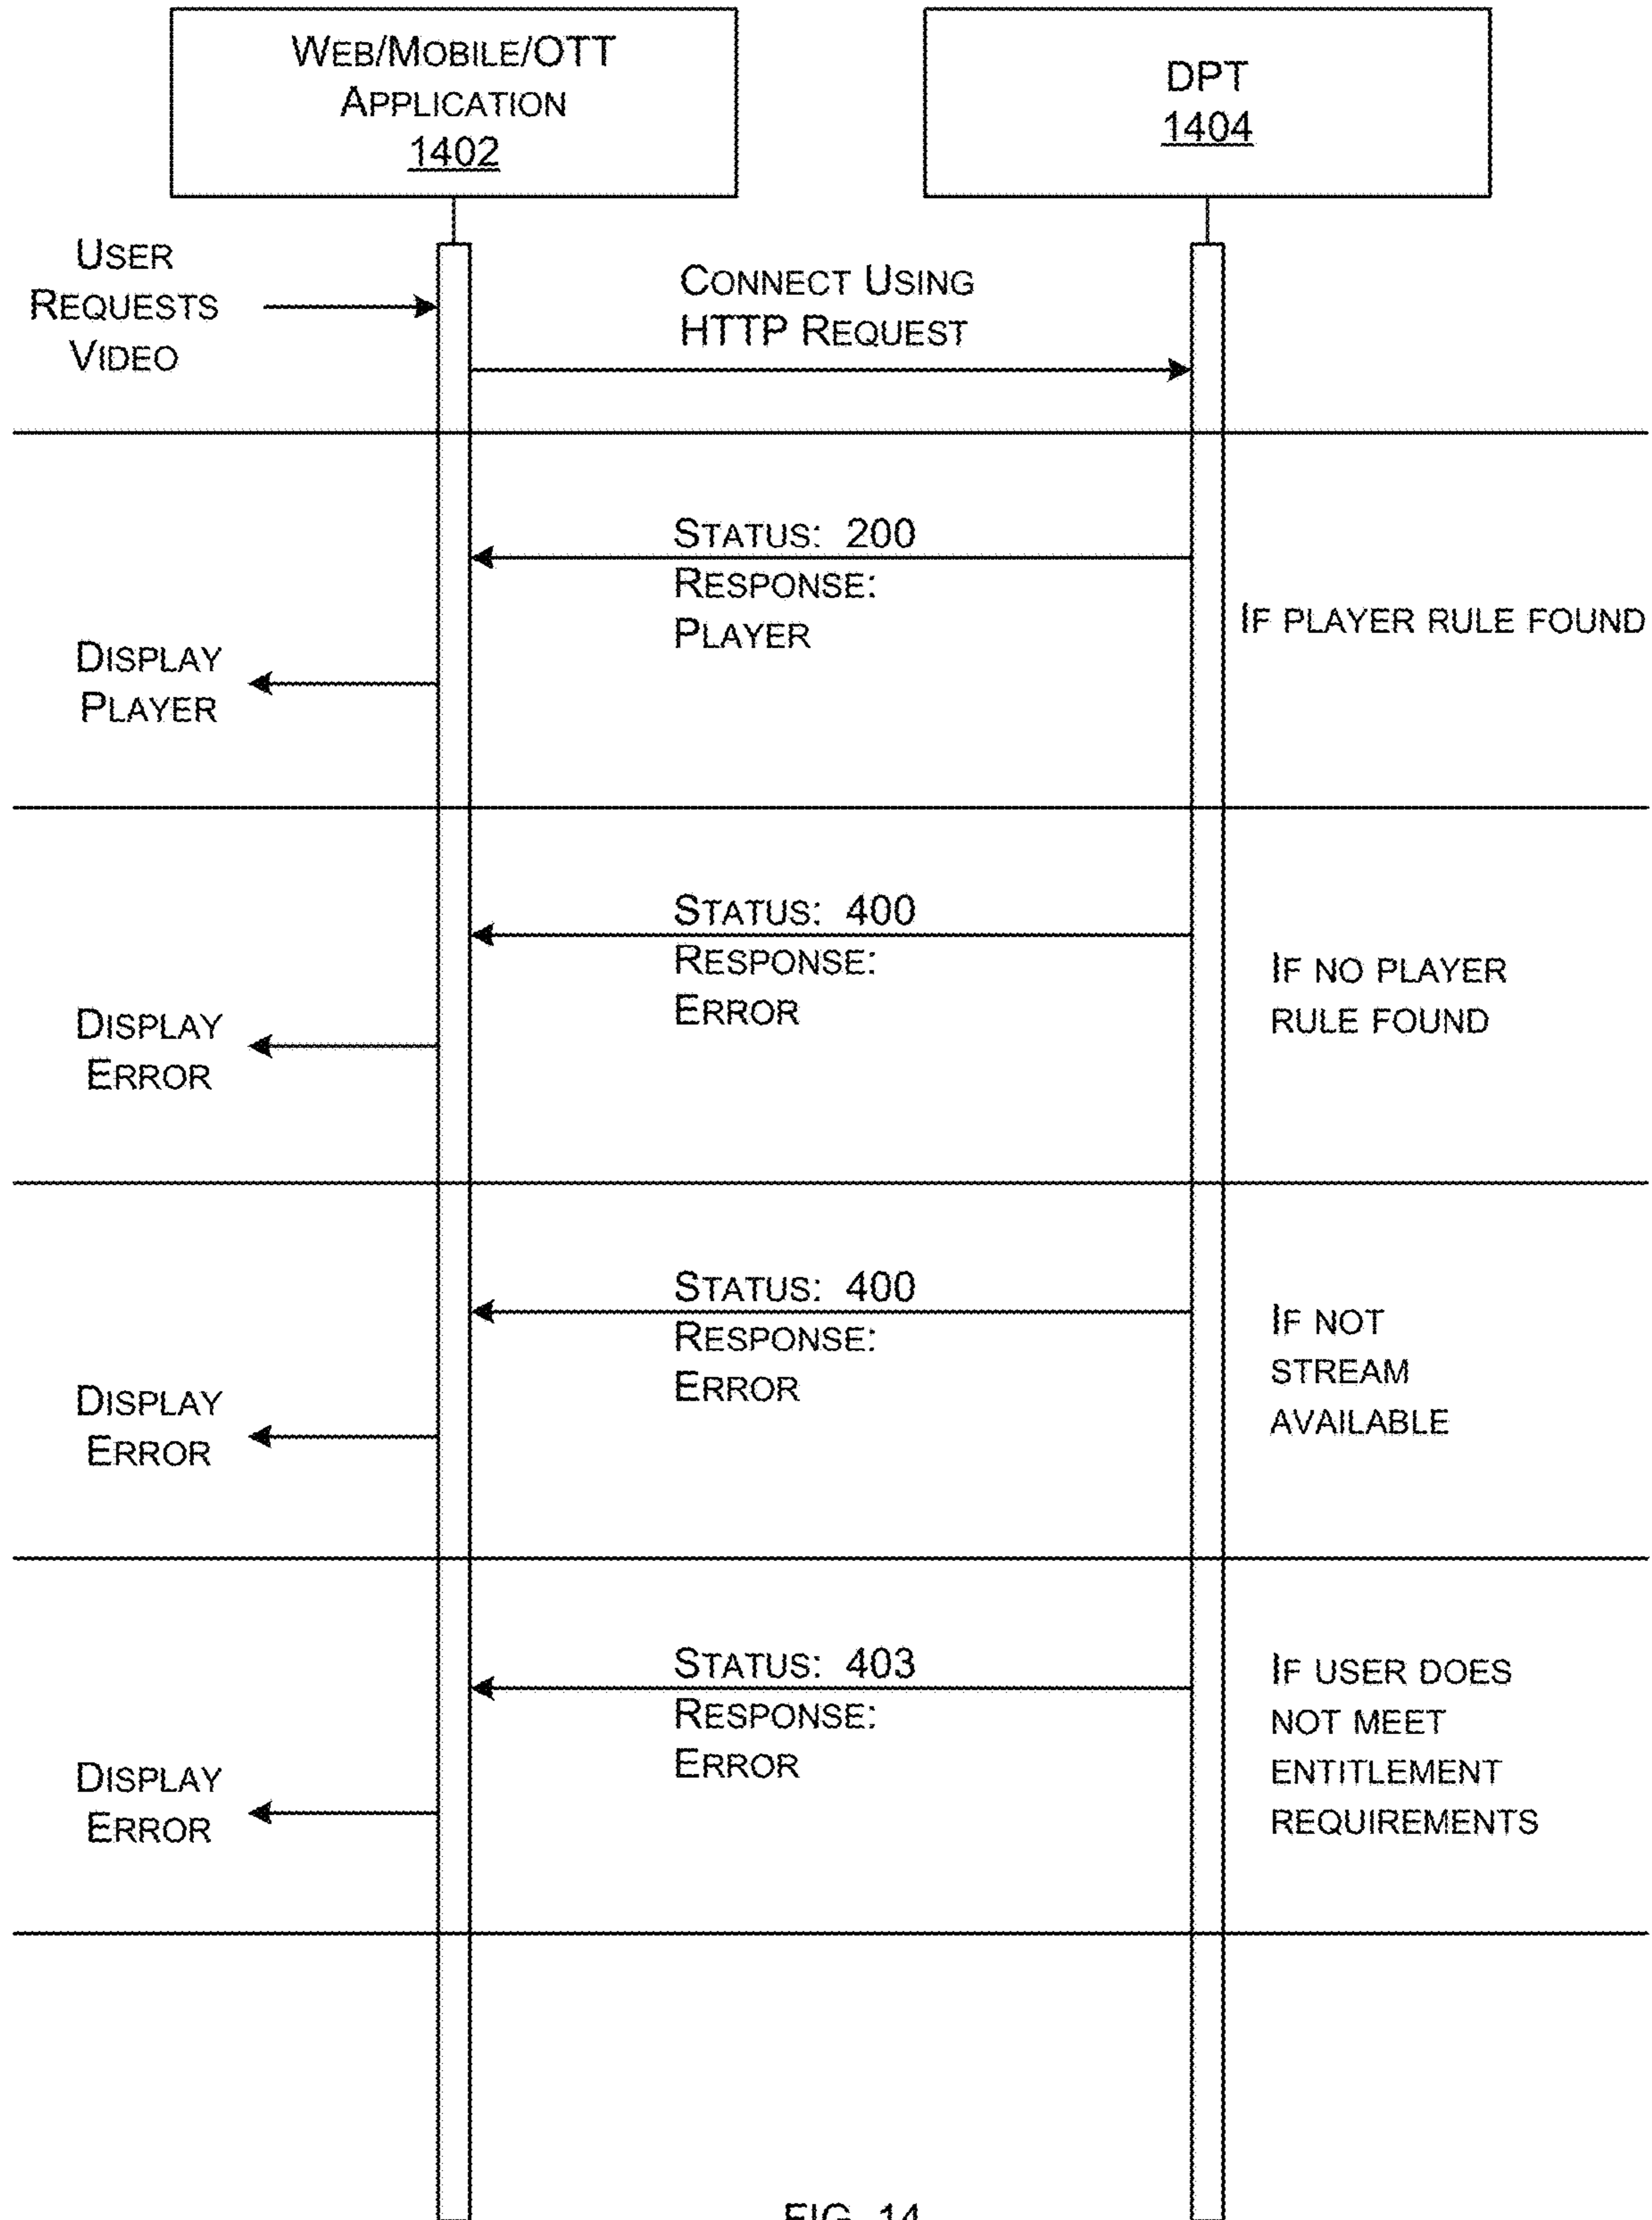 WEB/MOBILE/OTT
APPLICATION
1402
DPT
1404
USER
REQUESTS
VIDEO
CONNECT USING
HTTP REQUEST
STATUS: 200
RESPONSE:
PLAYER
IF PLAYER RULE FOUND
DISPLAY
PLAYER
STATUS: 400
RESPONSE:
ERROR
IF NO PLAYER
RULE FOUND
DISPLAY
ERROR
STATUS: 400
RESPONSE:
ERROR
IF NOT
STREAM
AVAILABLE
DISPLAY
ERROR
STATUS: 403
RESPONSE:
ERROR
IF USER DOES
NOT MEET
ENTITLEMENT
REQUIREMENTS
DISPLAY
ERROR
FIG. 14